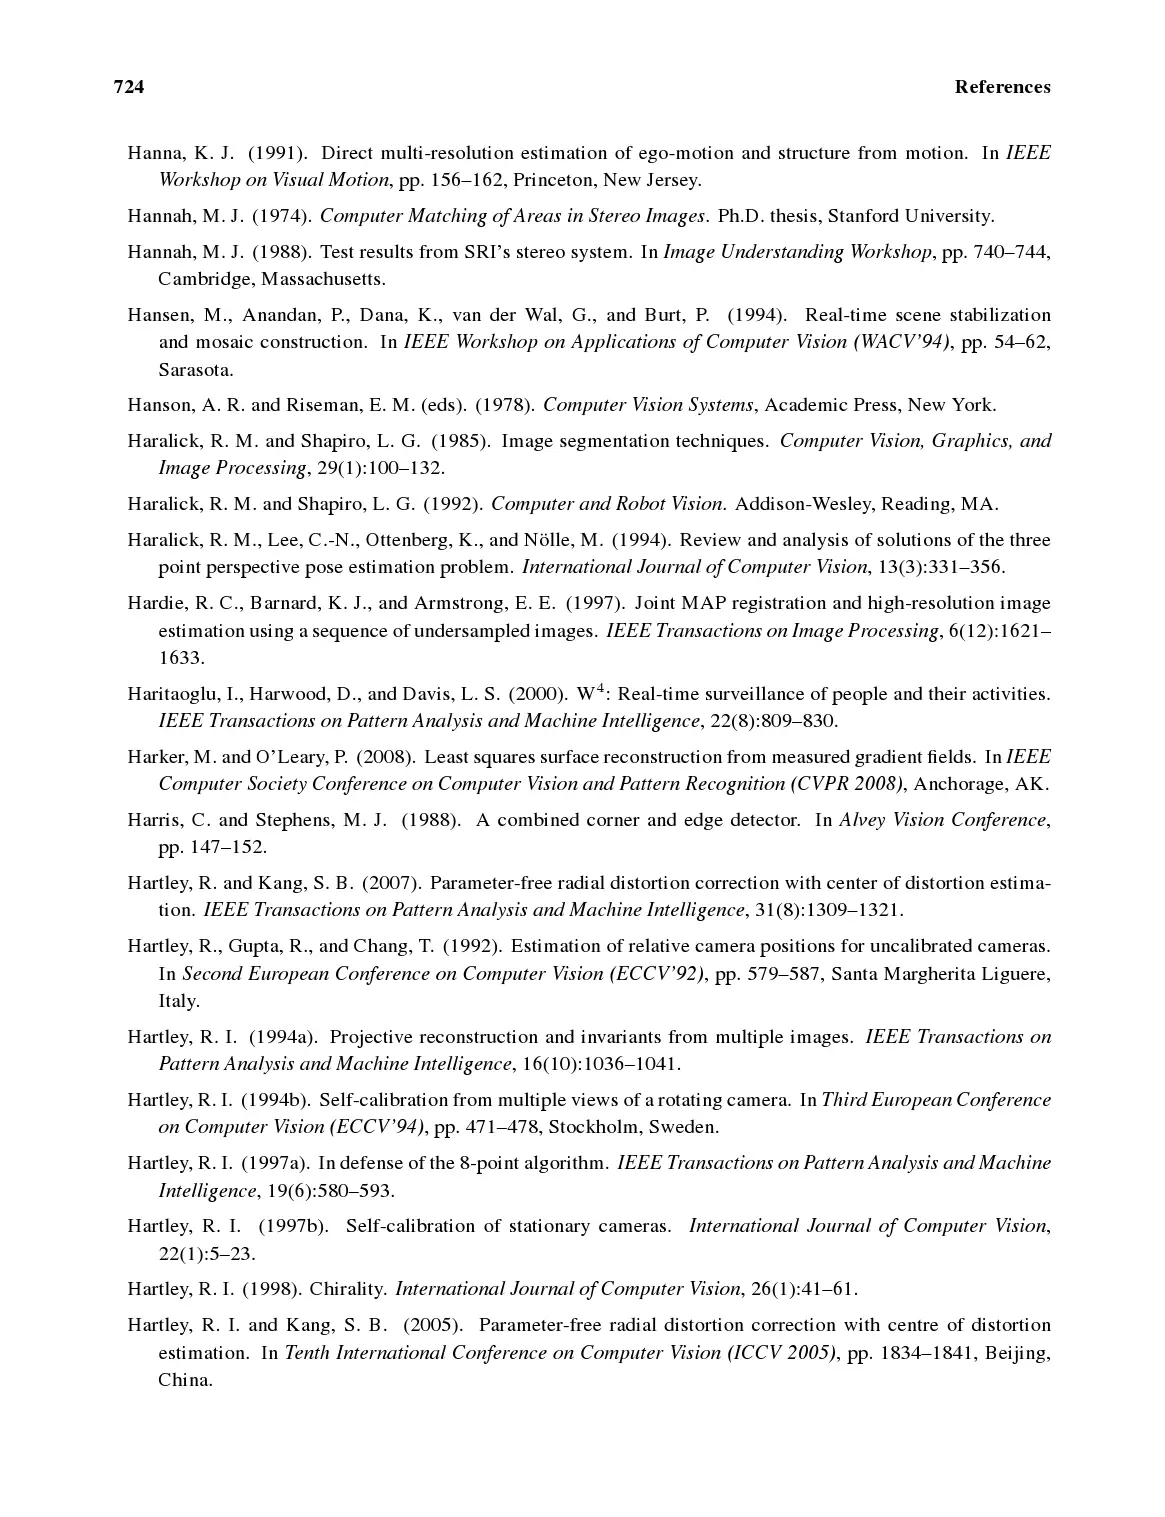 724 References
Hanna, K. J. (1991). Direct multi-resolution estimation of ego-motion and structure from motion. In IEEE
Workshop on Visual Motion, pp. 156–162, Princeton, New Jersey.
Hannah, M. J. (1974). Computer Matching of Areas in Stereo Images. Ph.D. thesis, Stanford University.
Hannah, M. J. (1988). Test results from SRI’s stereo system. In Image Understanding Workshop, pp. 740–744,
Cambridge, Massachusetts.
Hansen, M., Anandan, P., Dana, K., van der Wal, G., and Burt, P. (1994). Real-time scene stabilization
and mosaic construction. In IEEE Workshop on Applications of Computer Vision (WACV’94), pp. 54–62,
Sarasota.
Hanson, A. R. and Riseman, E. M. (eds). (1978). Computer Vision Systems, Academic Press, New York.
Haralick, R. M. and Shapiro, L. G. (1985). Image segmentation techniques. Computer Vision, Graphics, and
Image Processing, 29(1):100–132.
Haralick, R. M. and Shapiro, L. G. (1992). Computer and Robot Vision. Addison-Wesley, Reading, MA.
Haralick, R. M., Lee, C.-N., Ottenberg, K., and Nölle, M. (1994). Review and analysis of solutions of the three
point perspective pose estimation problem. International Journal of Computer Vision, 13(3):331–356.
Hardie, R. C., Barnard, K. J., and Armstrong, E. E. (1997). Joint MAP registration and high-resolution image
estimation using a sequence of undersampled images. IEEE Transactions on Image Processing, 6(12):1621–
1633.
Haritaoglu, I., Harwood, D., and Davis, L. S. (2000). W⁴: Real-time surveillance of people and their activities.
IEEE Transactions on Pattern Analysis and Machine Intelligence, 22(8):809–830.
Harker, M. and O’Leary, P. (2008). Least squares surface reconstruction from measured gradient fields. In IEEE
Computer Society Conference on Computer Vision and Pattern Recognition (CVPR 2008), Anchorage, AK.
Harris, C. and Stephens, M. J. (1988). A combined corner and edge detector. In Alvey Vision Conference,
pp. 147–152.
Hartley, R. and Kang, S. B. (2007). Parameter-free radial distortion correction with center of distortion estima-
tion. IEEE Transactions on Pattern Analysis and Machine Intelligence, 31(8):1309–1321.
Hartley, R., Gupta, R., and Chang, T. (1992). Estimation of relative camera positions for uncalibrated cameras.
In Second European Conference on Computer Vision (ECCV’92), pp. 579–587, Santa Margherita Liguere,
Italy.
Hartley, R. I. (1994a). Projective reconstruction and invariants from multiple images. IEEE Transactions on
Pattern Analysis and Machine Intelligence, 16(10):1036–1041.
Hartley, R. I. (1994b). Self-calibration from multiple views of a rotating camera. In Third European Conference
on Computer Vision (ECCV’94), pp. 471–478, Stockholm, Sweden.
Hartley, R. I. (1997a). In defense of the 8-point algorithm. IEEE Transactions on Pattern Analysis and Machine
Intelligence, 19(6):580–593.
Hartley, R. I. (1997b). Self-calibration of stationary cameras. International Journal of Computer Vision,
22(1):5–23.
Hartley, R. I. (1998). Chirality. International Journal of Computer Vision, 26(1):41–61.
Hartley, R. I. and Kang, S. B. (2005). Parameter-free radial distortion correction with centre of distortion
estimation. In Tenth International Conference on Computer Vision (ICCV 2005), pp. 1834–1841, Beijing,
China.